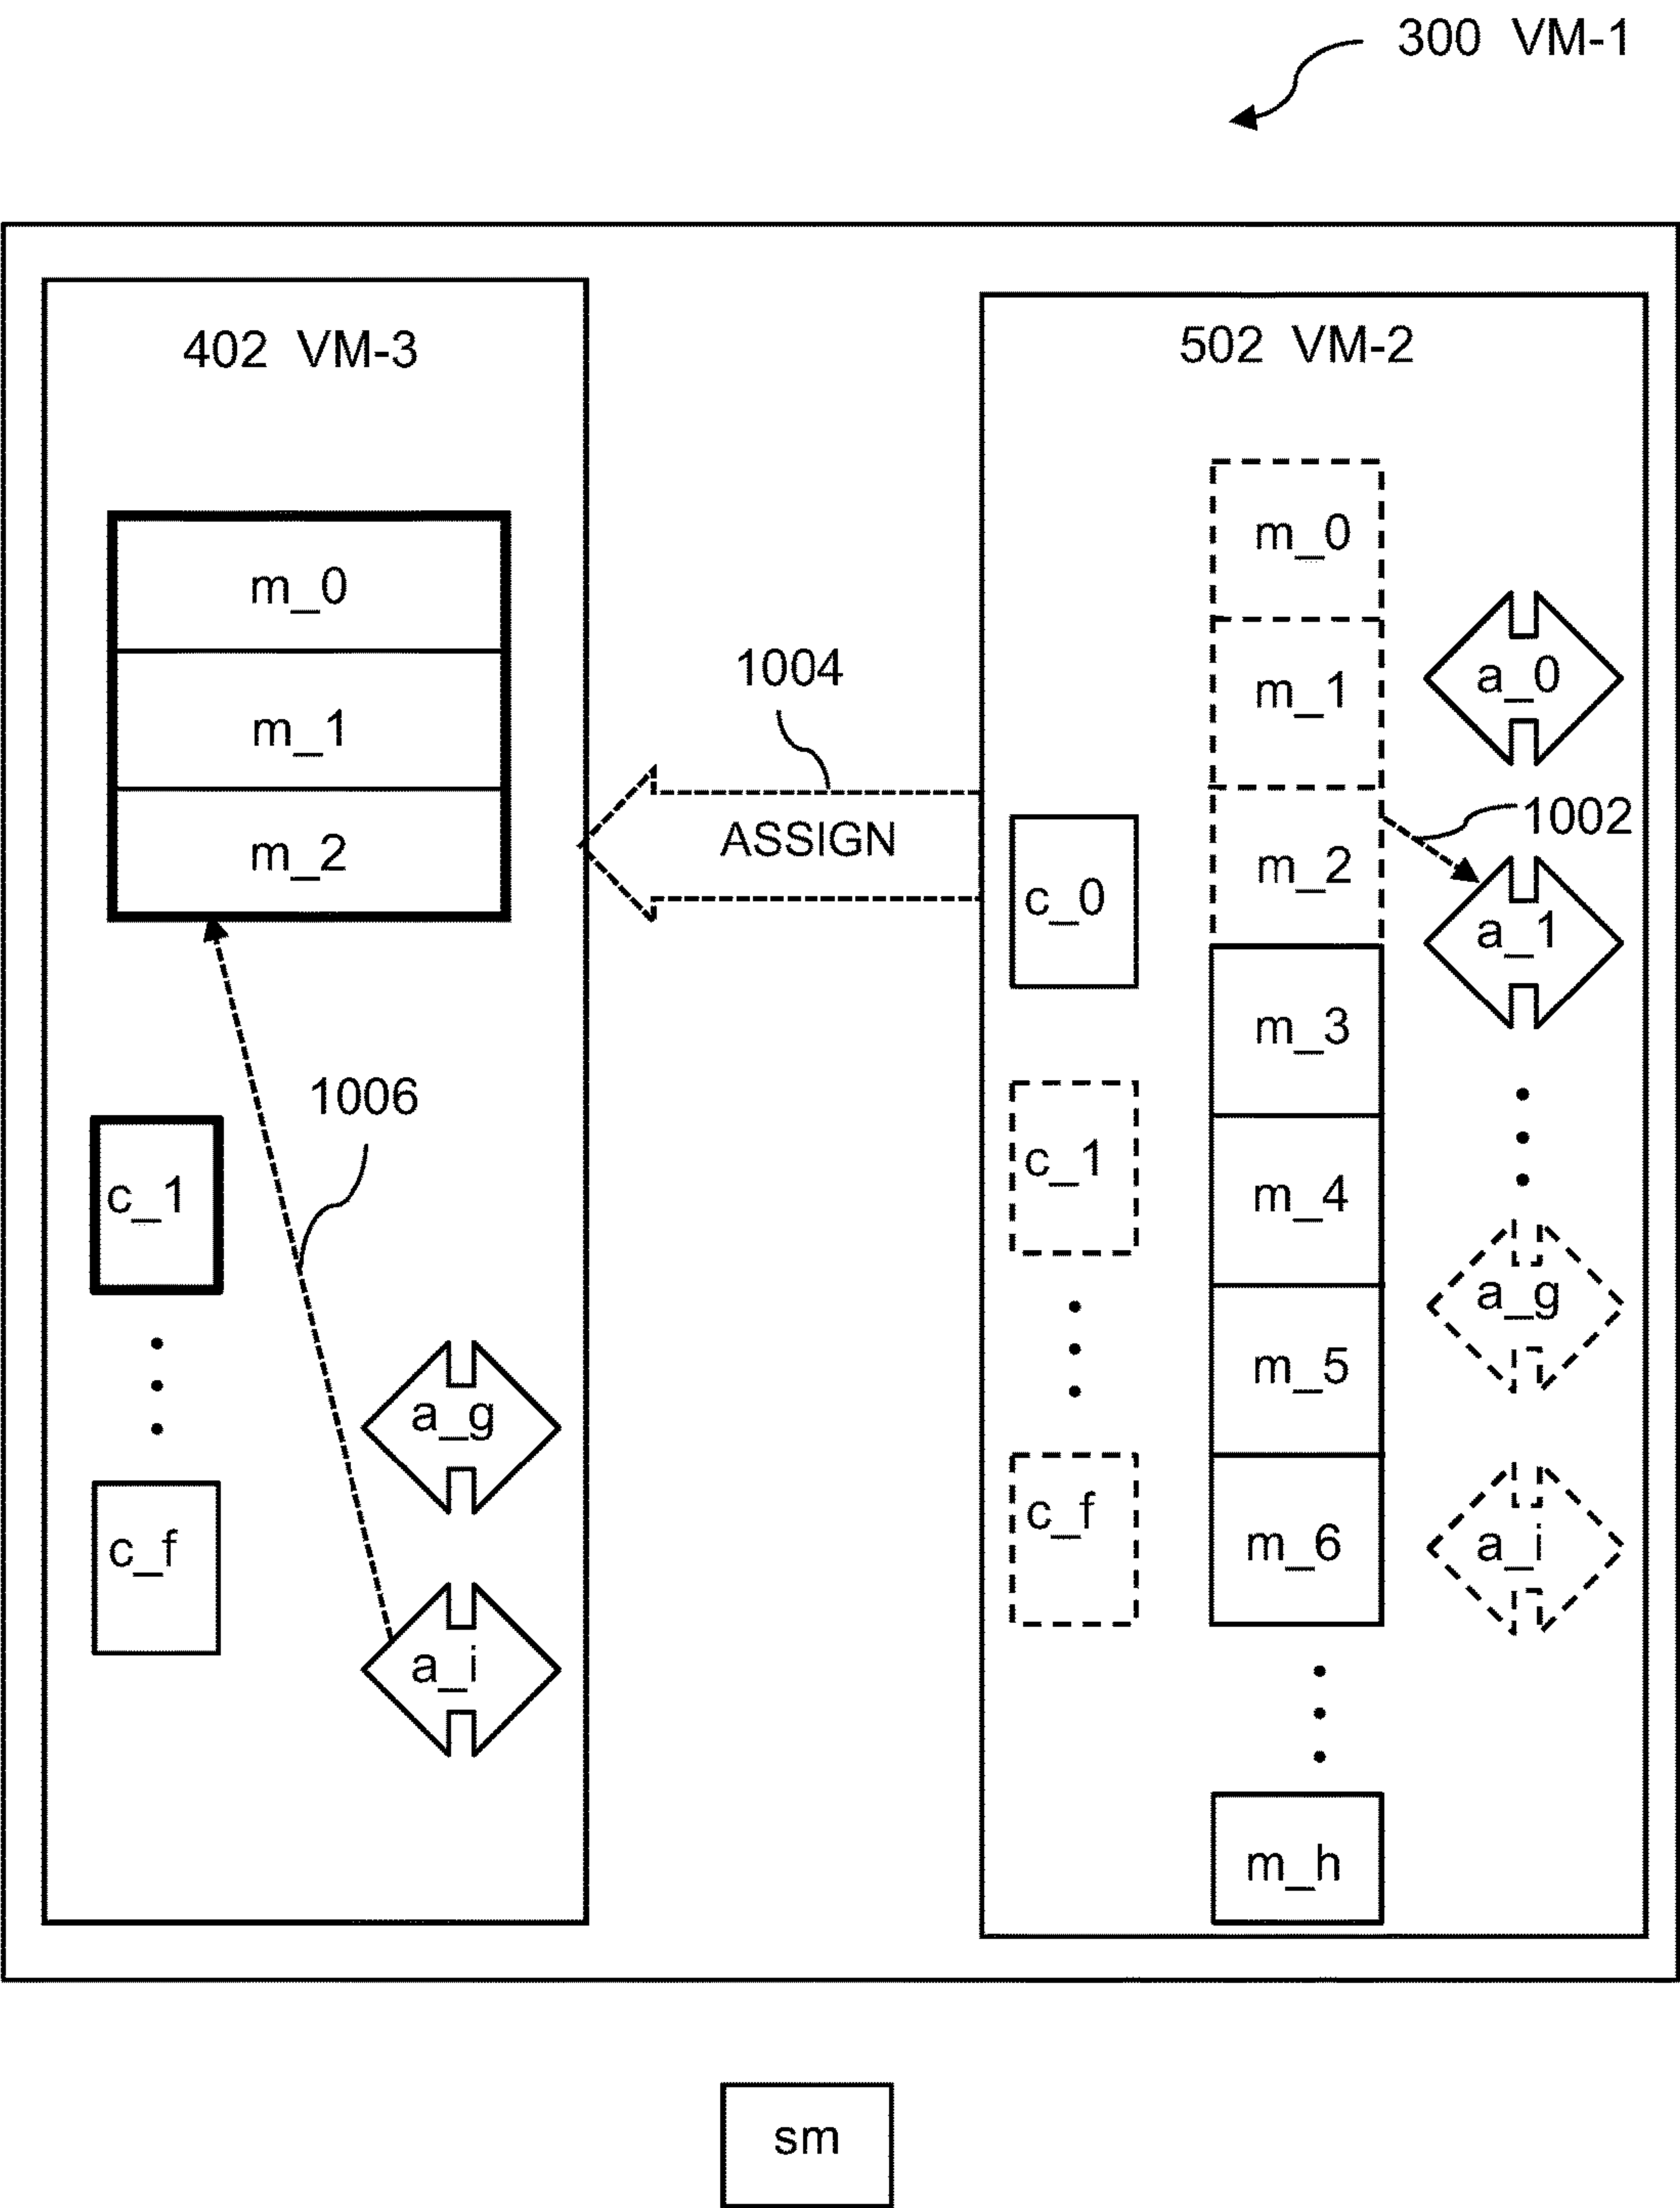 300 VM-1
402 VM-3
m_0
m_1
m_2
1006
c_1
c_f
a_g
a_i
1004
ASSIGN
502 VM-2
m_0
m_1
m_2
m_3
m_4
m_5
m_6
m_h
c_0
c_1
c_f
a_0
1002
a_1
a_g
a_i
sm